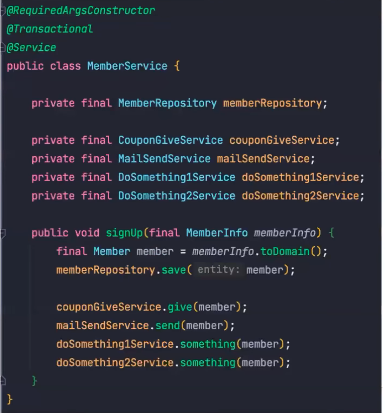 @RequiredArgsConstructor
@Transactional
@Service
public class MemberService {
private final MemberRepository memberRepository;
private final CouponGiveService couponGiveService;
private final MailSendService mailSendService;
private final DoSomething1Service doSomething1Service;
private final DoSomething2Service doSomething2Service;
public void signUp(final MemberInfo memberInfo) {
final Member member = memberInfo.toDomain();
memberRepository.save( entity: member);
couponGiveService.give(member);
mailSendService.send(member);
doSomething1Service.something(member);
doSomething2Service.something(member);
}
}